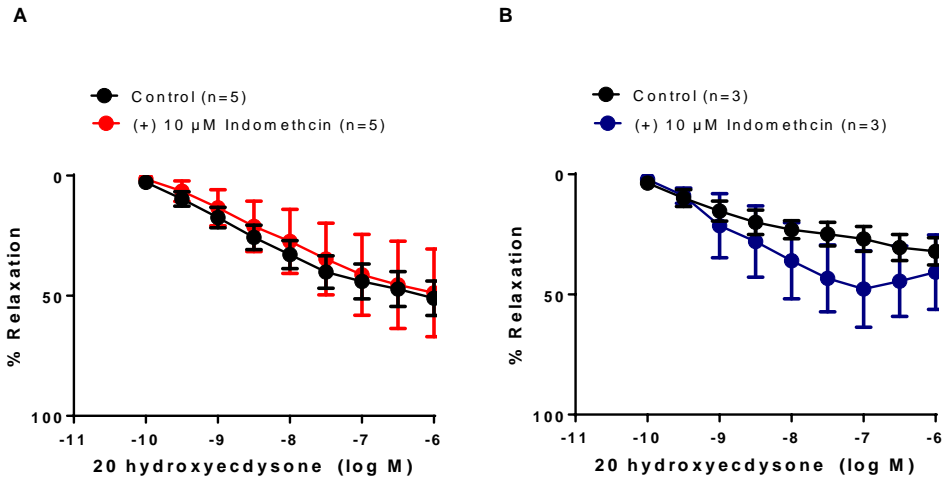 A
Control (n=5)
(+) 10 µM Indomethcin (n=5)
0
50
100
% Relaxation
-11 -10 -9 -8 -7 -6
20 hydroxyecdysone (log M)
B
Control (n=3)
(+) 10 µM Indomethcin (n=3)
0
50
100
% Relaxation
-11 -10 -9 -8 -7 -6
20 hydroxyecdysone (log M)